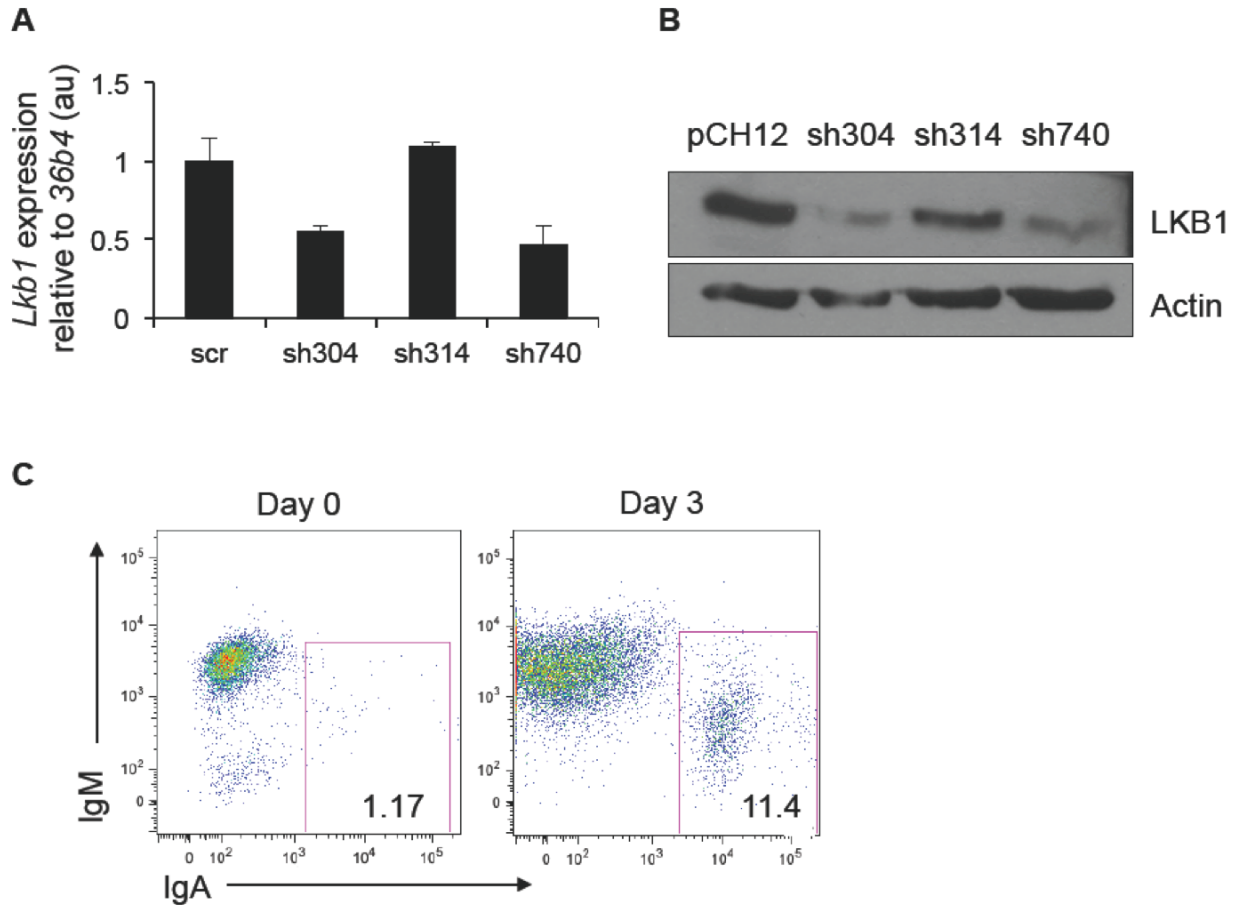 A
Lkb1 expression
relative to 36b4 (au)
1.5
1
0.5
0
scr sh304 sh314 sh740
B
pCH12 sh304 sh314 sh740
LKB1
Actin
C
Day 0 Day 3
IgM
10⁵
10⁴
10³
10²
0
1.17
0 10² 10³ 10⁴ 10⁵
10⁵
10⁴
10³
10²
0
11.4
0 10² 10³ 10⁴ 10⁵
IgA